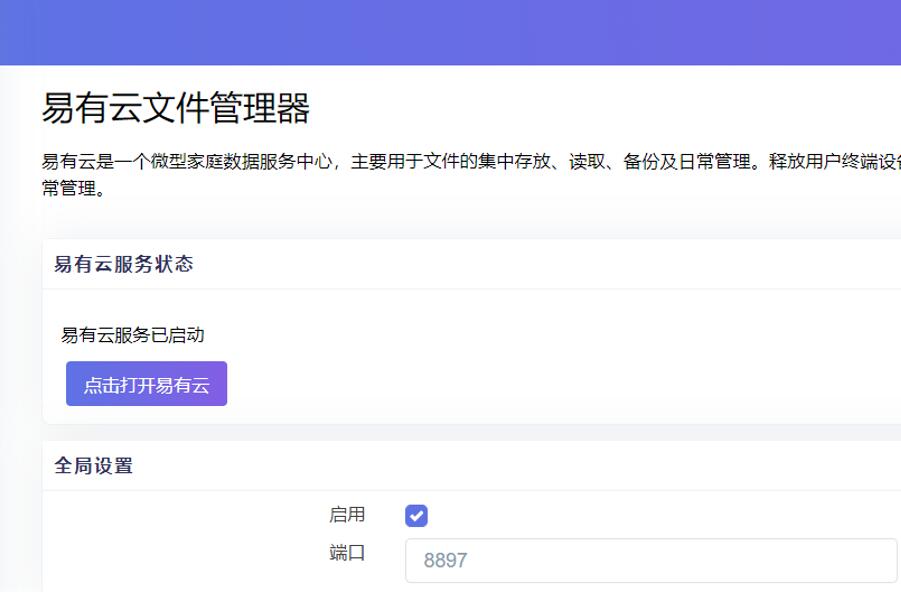 易有云文件管理器
易有云是一个微型家庭数据服务中心，主要用于文件的集中存放、读取、备份及日常管理。释放用户终端设
常管理。
易有云服务状态
易有云服务已启动
点击打开易有云
全局设置
启用
端口 8897